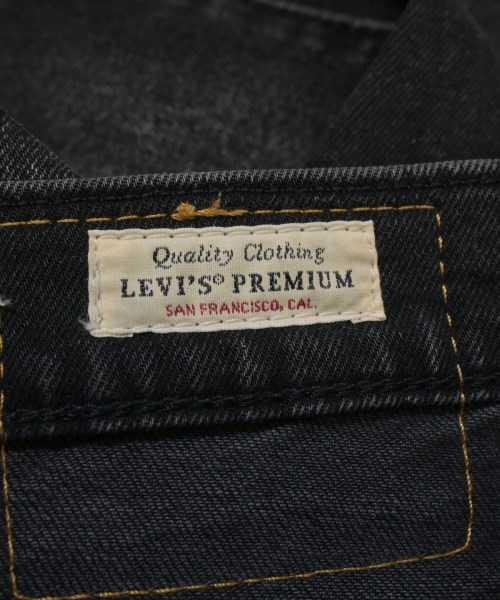 Quality Clothing
LEVI'S® PREMIUM
SAN FRANCISCO, CAL.